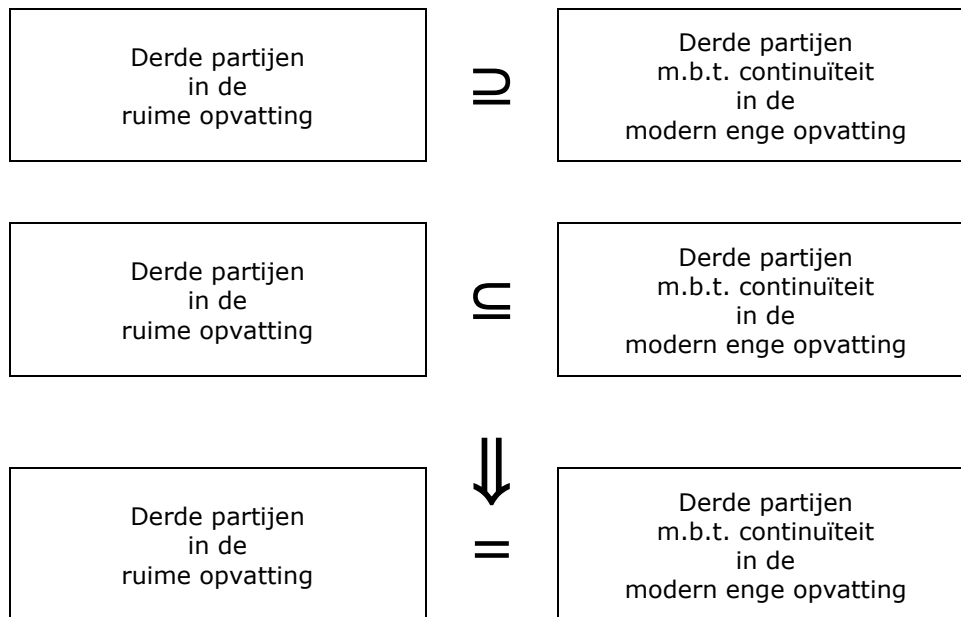 Derde partijen
in de
ruime opvatting
⊇
Derde partijen
m.b.t. continuïteit
in de
modern enge opvatting
Derde partijen
in de
ruime opvatting
⊆
Derde partijen
m.b.t. continuïteit
in de
modern enge opvatting
⇓
Derde partijen
in de
ruime opvatting
=
Derde partijen
m.b.t. continuïteit
in de
modern enge opvatting